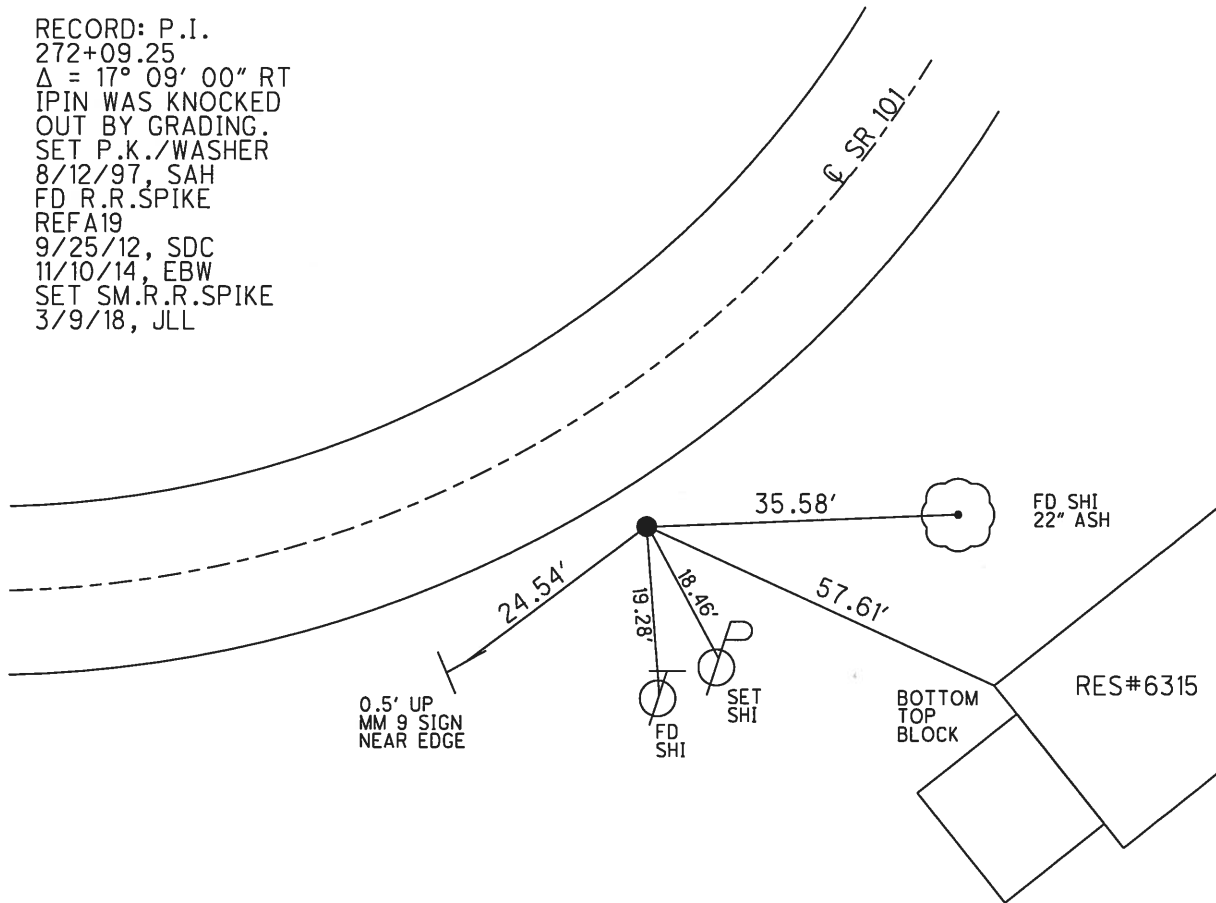 RECORD: P.I.
272+09.25
Δ = 17° 09' 00" RT
IPIN WAS KNOCKED
OUT BY GRADING.
SET P.K./WASHER
8/12/97, SAH
FD R.R.SPIKE
REFA19
9/25/12, SDC
11/10/14, EBW
SET SM.R.R.SPIKE
3/9/18, JLL
℄ SR 101
35.58'
FD SHI
22" ASH
24.54'
19.28'
18.46'
57.61'
0.5' UP
MM 9 SIGN
NEAR EDGE
FD
SHI
SET
SHI
BOTTOM
TOP
BLOCK
RES#6315